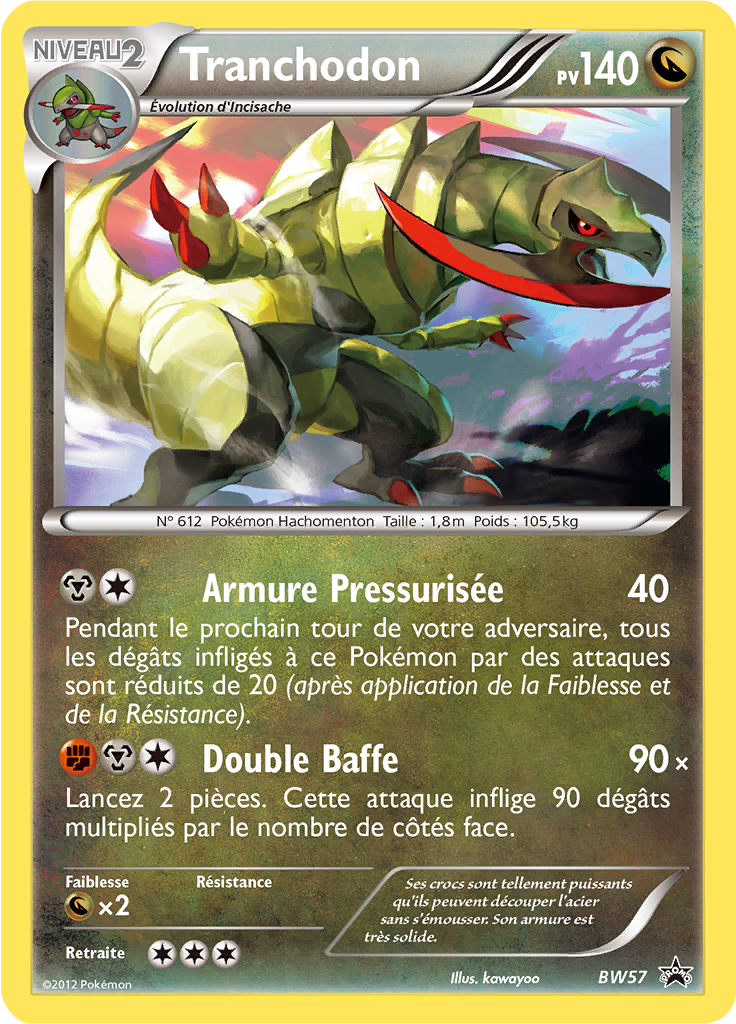 NIVEAU2
Tranchodon
PV140
Évolution d'Incisache
N° 612 Pokémon Hachomenton Taille : 1,8m Poids : 105,5kg
Armure Pressurisée 40
Pendant le prochain tour de votre adversaire, tous
les dégâts infligés à ce Pokémon par des attaques
sont réduits de 20 (après application de la Faiblesse et
de la Résistance).
Double Baffe 90×
Lancez 2 pièces. Cette attaque inflige 90 dégâts
multipliés par le nombre de côtés face.
Faiblesse
×2
Résistance
Retraite
Ses crocs sont tellement puissants
qu'ils peuvent découper l'acier
sans s'émousser. Son armure est
très solide.
©2012 Pokémon
Illus. kawayoo
BW57
PROMO